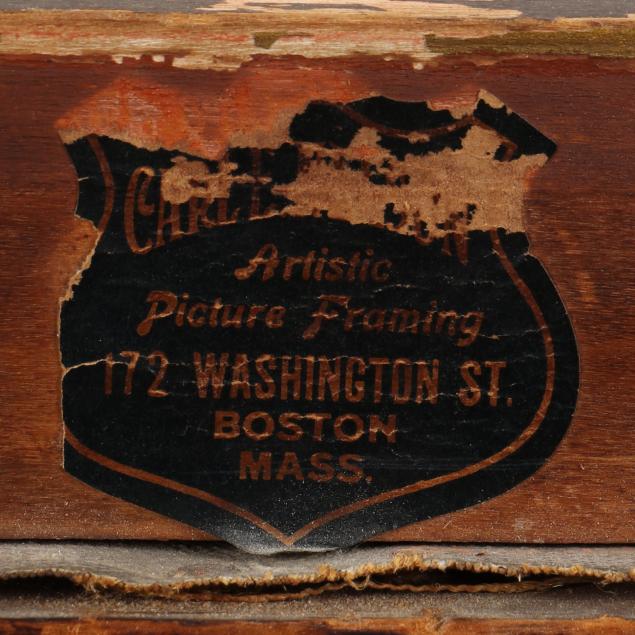 Artistic
Picture Framing
172 WASHINGTON ST.
BOSTON
MASS.